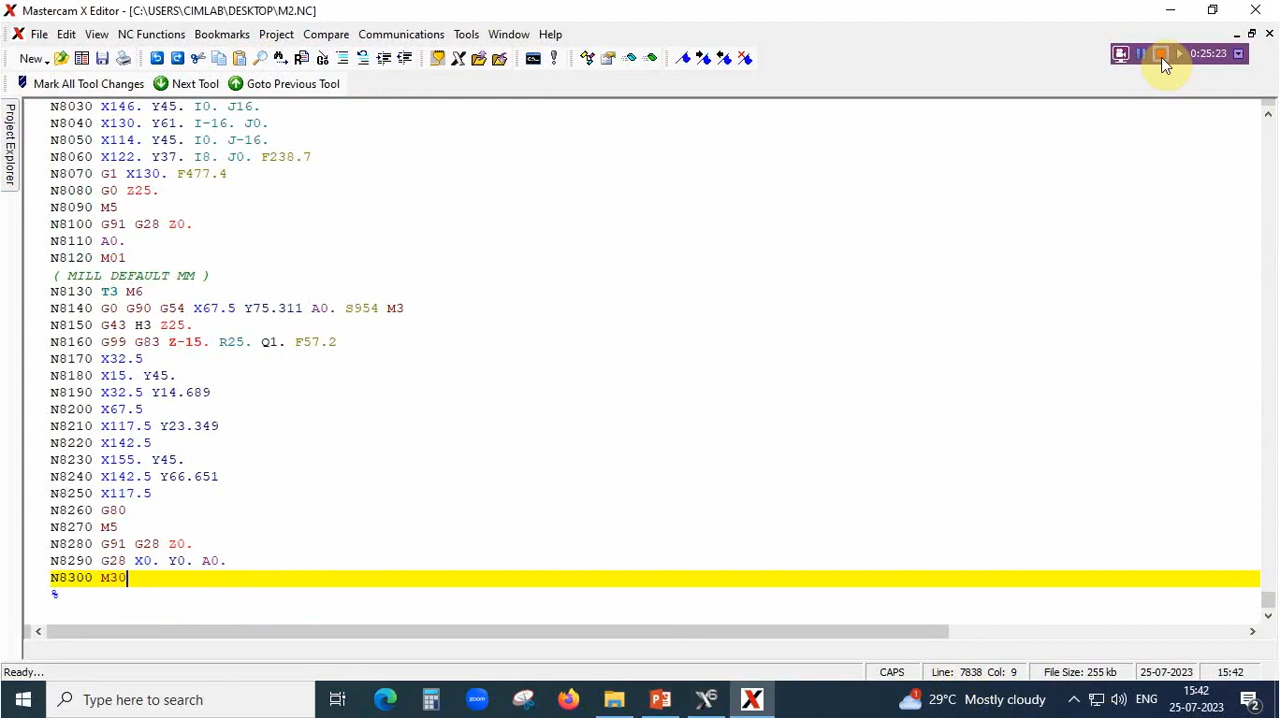 Mastercam X Editor - [C:\USERS\CIMLAB\DESKTOP\M2.NC]
File Edit View NC Functions Bookmarks Project Compare Communications Tools Window Help
New
0:25:23
Mark All Tool Changes Next Tool Goto Previous Tool
Project Explorer
N8030 X146. Y45. I0. J16.
N8040 X130. Y61. I-16. J0.
N8050 X114. Y45. I0. J-16.
N8060 X122. Y37. I8. J0. F238.7
N8070 G1 X130. F477.4
N8080 G0 Z25.
N8090 M5
N8100 G91 G28 Z0.
N8110 A0.
N8120 M01
( MILL DEFAULT MM )
N8130 T3 M6
N8140 G0 G90 G54 X67.5 Y75.311 A0. S954 M3
N8150 G43 H3 Z25.
N8160 G99 G83 Z-15. R25. Q1. F57.2
N8170 X32.5
N8180 X15. Y45.
N8190 X32.5 Y14.689
N8200 X67.5
N8210 X117.5 Y23.349
N8220 X142.5
N8230 X155. Y45.
N8240 X142.5 Y66.651
N8250 X117.5
N8260 G80
N8270 M5
N8280 G91 G28 Z0.
N8290 G28 X0. Y0. A0.
N8300 M30
%
Ready... CAPS Line: 7838 Col: 9 File Size: 255 kb 25-07-2023 15:42
Type here to search zoom 29°C Mostly cloudy ENG 15:42
25-07-2023 2